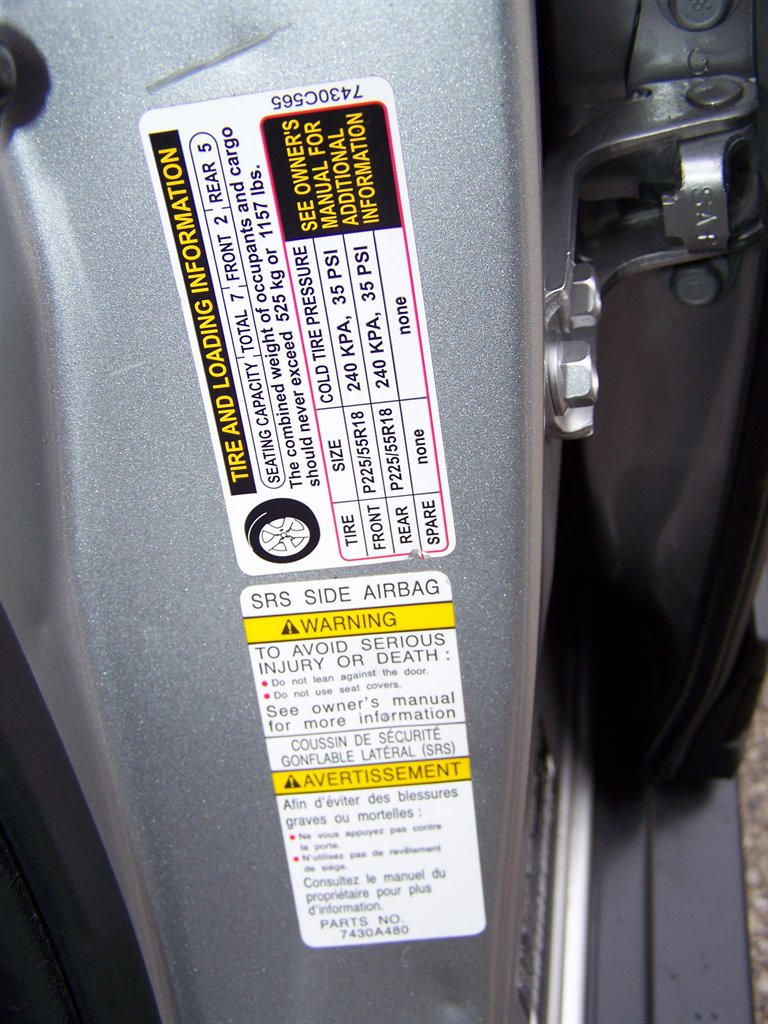 7430C565
TIRE AND LOADING INFORMATION
SEATING CAPACITY TOTAL 7 FRONT 2 REAR 5
The combined weight of occupants and cargo
should never exceed 525 kg or 1157 lbs.
TIRE SIZE COLD TIRE PRESSURE
FRONT P225/55R18 240 KPA, 35 PSI
REAR P225/55R18 240 KPA, 35 PSI
SPARE none none
SEE OWNER'S
MANUAL FOR
ADDITIONAL
INFORMATION
SRS SIDE AIRBAG
WARNING
TO AVOID SERIOUS
INJURY OR DEATH :
• Do not lean against the door.
• Do not use seat covers.
See owner's manual
for more information
COUSSIN DE SÉCURITÉ
GONFLABLE LATÉRAL (SRS)
AVERTISSEMENT
Afin d'éviter des blessures
graves ou mortelles :
• Ne vous appuyez pas contre
la porte.
• N'utilisez pas de revêtement
de siège.
Consultez le manuel du
propriétaire pour plus
d'information.
PARTS NO.
7430A480